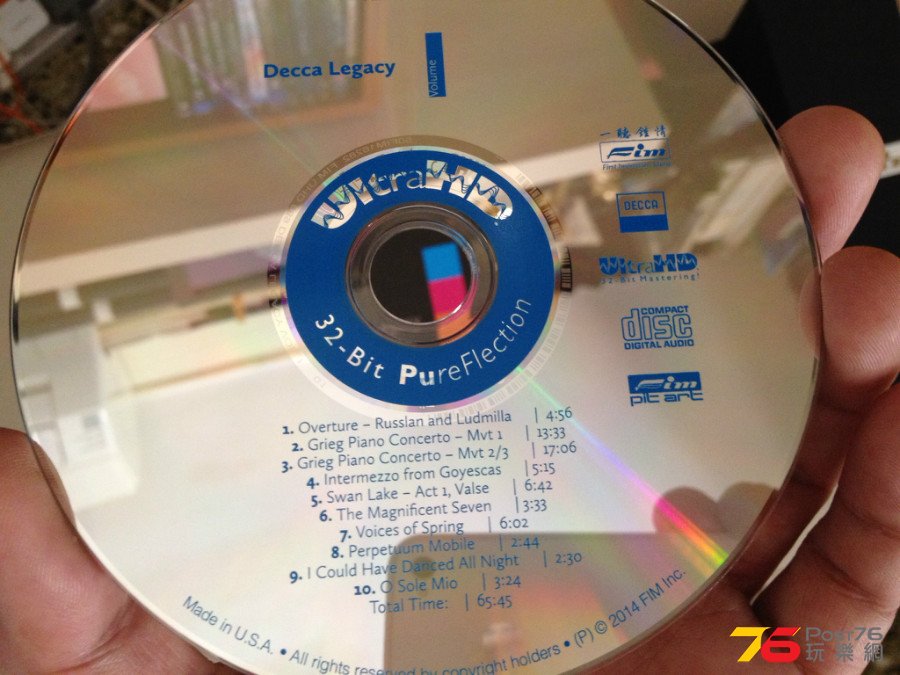 Decca Legacy
Volume
一聽鍾情
Fim
First Impression Music
DECCA
UltraHD
32-Bit Mastering!
COMPACT
disc
DIGITAL AUDIO
Fim
pit art
UltraHD
32-Bit PureFlection
1. Overture – Russlan and Ludmilla | 4:56
2. Grieg Piano Concerto – Mvt 1 | 13:33
3. Grieg Piano Concerto – Mvt 2/3 | 17:06
4. Intermezzo from Goyescas | 5:15
5. Swan Lake – Act 1, Valse | 6:42
6. The Magnificent Seven | 3:33
7. Voices of Spring | 6:02
8. Perpetuum Mobile | 2:44
9. I Could Have Danced All Night | 2:30
10. O Sole Mio | 3:24
Total Time: | 65:45
Made in U.S.A. • All rights reserved by copyright holders • (P) © 2014 FIM Inc.
76 Post76
玩樂網